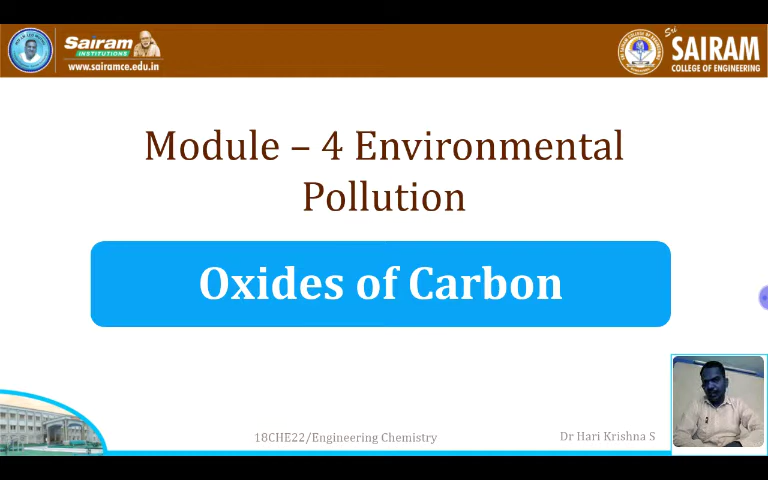 Sairam
INSTITUTIONS
www.sairamce.edu.in
Sri
SAIRAM
COLLEGE OF ENGINEERING
Module – 4 Environmental
Pollution
Oxides of Carbon
18CHE22/Engineering Chemistry
Dr Hari Krishna S